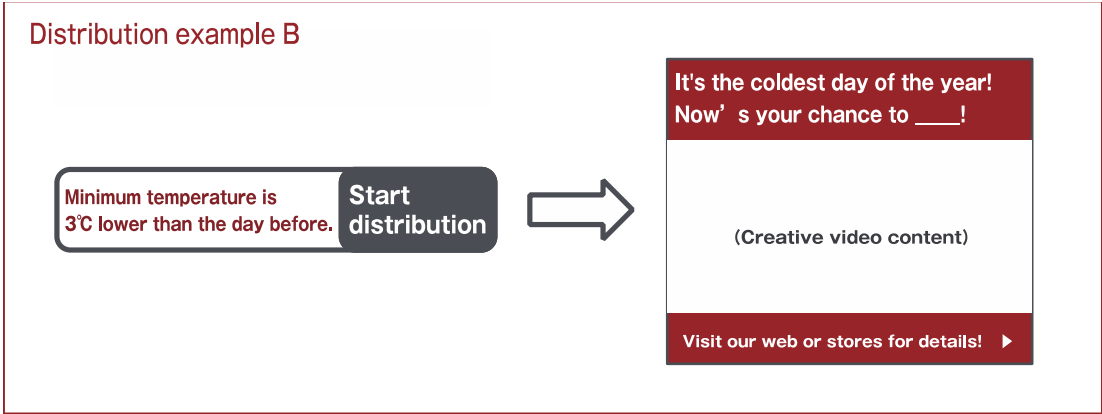 Distribution example B
It's the coldest day of the year!
Now’s your chance to ____!
Minimum temperature is
3℃ lower than the day before.
Start
distribution
(Creative video content)
Visit our web or stores for details! ▶